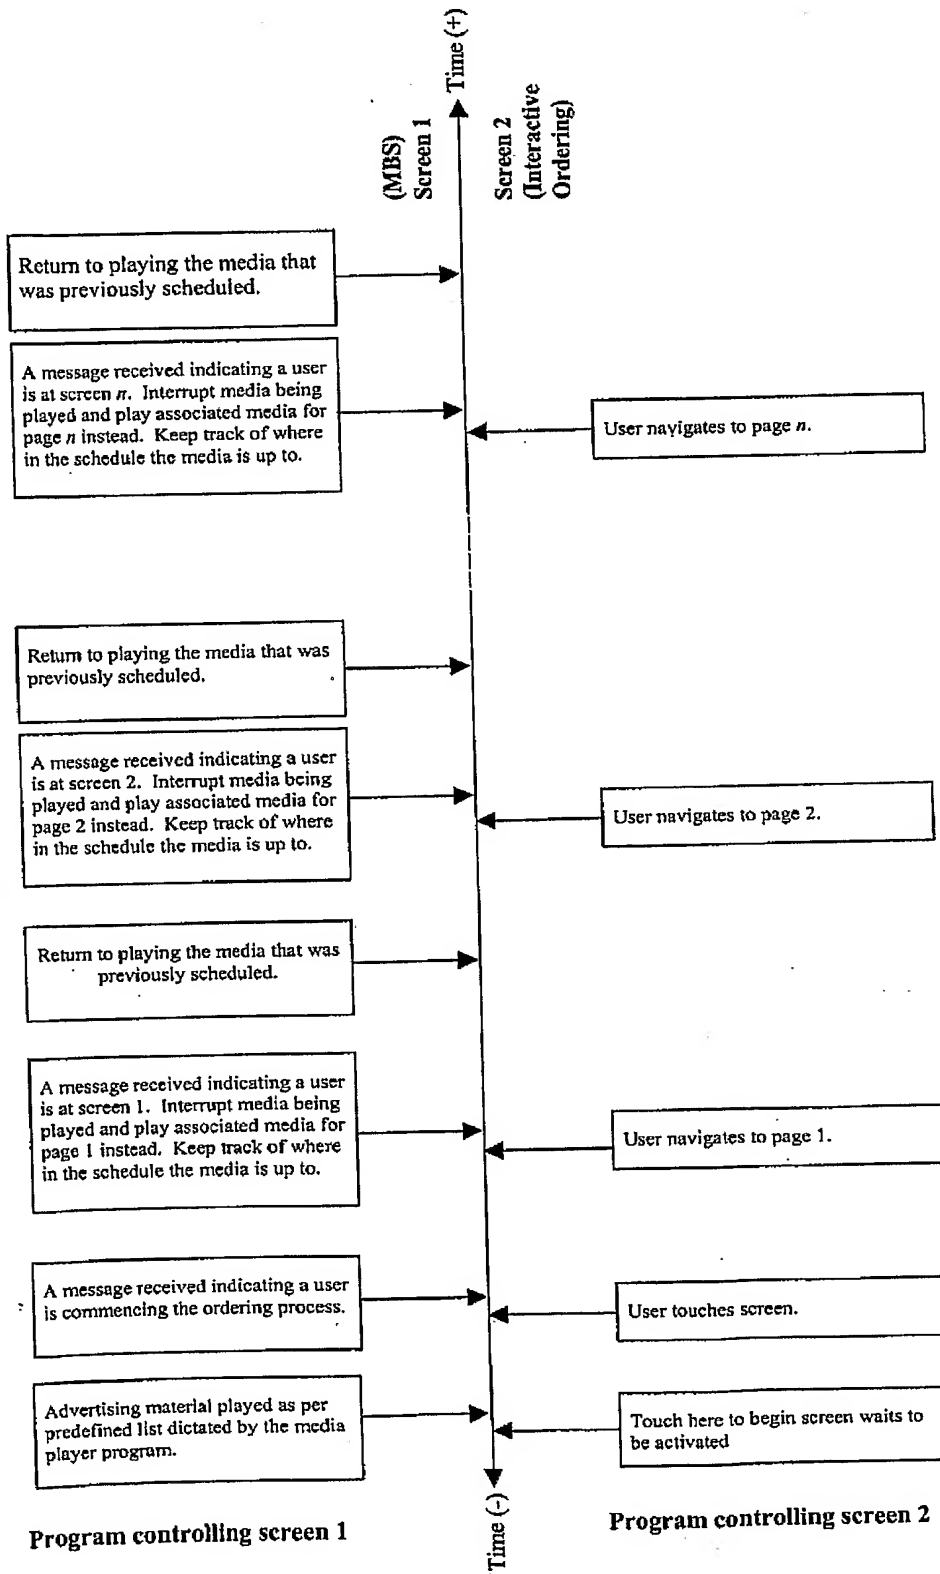 Time (+)
(MBS)
Screen 1
Screen 2
(Interactive
Ordering)
Return to playing the media that
was previously scheduled.
A message received indicating a user
is at screen n. Interrupt media being
played and play associated media for
page n instead. Keep track of where
in the schedule the media is up to.
User navigates to page n.
Return to playing the media that was
previously scheduled.
A message received indicating a user
is at screen 2. Interrupt media being
played and play associated media for
page 2 instead. Keep track of where
in the schedule the media is up to.
User navigates to page 2.
Return to playing the media that was
previously scheduled.
A message received indicating a user
is at screen 1. Interrupt media being
played and play associated media for
page 1 instead. Keep track of where
in the schedule the media is up to.
User navigates to page 1.
A message received indicating a user
is commencing the ordering process.
User touches screen.
Advertising material played as per
predefined list dictated by the media
player program.
Touch here to begin screen waits to
be activated
Time (-)
Program controlling screen 1
Program controlling screen 2